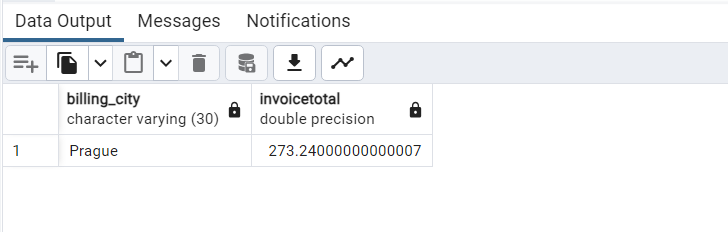 Data Output Messages Notifications
billing_city invoicetotal
character varying (30) double precision
1 Prague 273.24000000000007